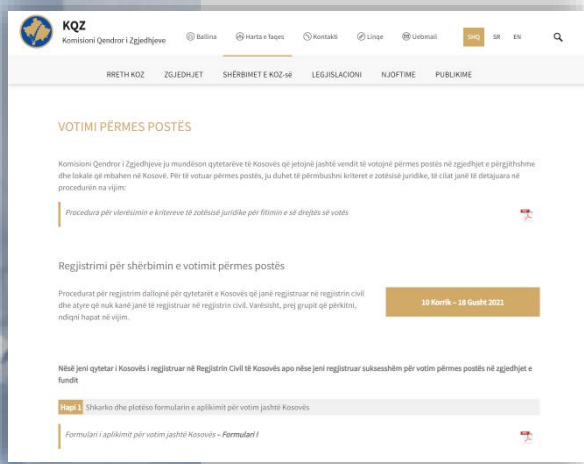 KQZ
Komisioni Qendror i Zgjedhjeve
Ballina
Harta e faqes
Kontakti
Linqe
Uebmail
SHQ
SR
EN
RRETH KQZ
ZGJEDHJET
SHËRBIMET E KQZ-së
LEGJISLACIONI
NJOFTIME
PUBLIKIME
VOTIMI PËRMES POSTËS
Komisioni Qendror i Zgjedhjeve ju mundëson qytetarëve të Kosovës që jetojnë jashtë vendit të votojnë përmes postës në zgjedhjet e përgjithshme
dhe lokale që mbahen në Kosovë. Për të votuar përmes postës, ju duhet të përmbushni kriteret e zotësisë juridike, të cilat janë të detajuara në
procedurën na vijim:
Procedura për vlerësimin e kritereve të zotësisë juridike për fitimin e së drejtës së votës
Regjistrimi për shërbimin e votimit përmes postës
Procedurat për regjistrim dallojnë për qytetarët e Kosovës që janë regjistruar në regjistrin civil
dhe atyre që nuk kanë janë të regjistruar në regjistrin civil. Varësisht, prej grupit që përkitni,
ndiqni hapat në vijim.
10 Korrik – 18 Gusht 2021
Nësë jeni qytetar i Kosovës i regjistruar në Regjistrin Civil të Kosovës apo nëse jeni regjistruar suksesshëm për votim përmes postës në zgjedhjet e
fundit
Hapi 1 Shkarko dhe plotëso formularin e aplikimit për votim jashtë Kosovës
Formulari i aplikimit për votim jashtë Kosovës – Formulari I